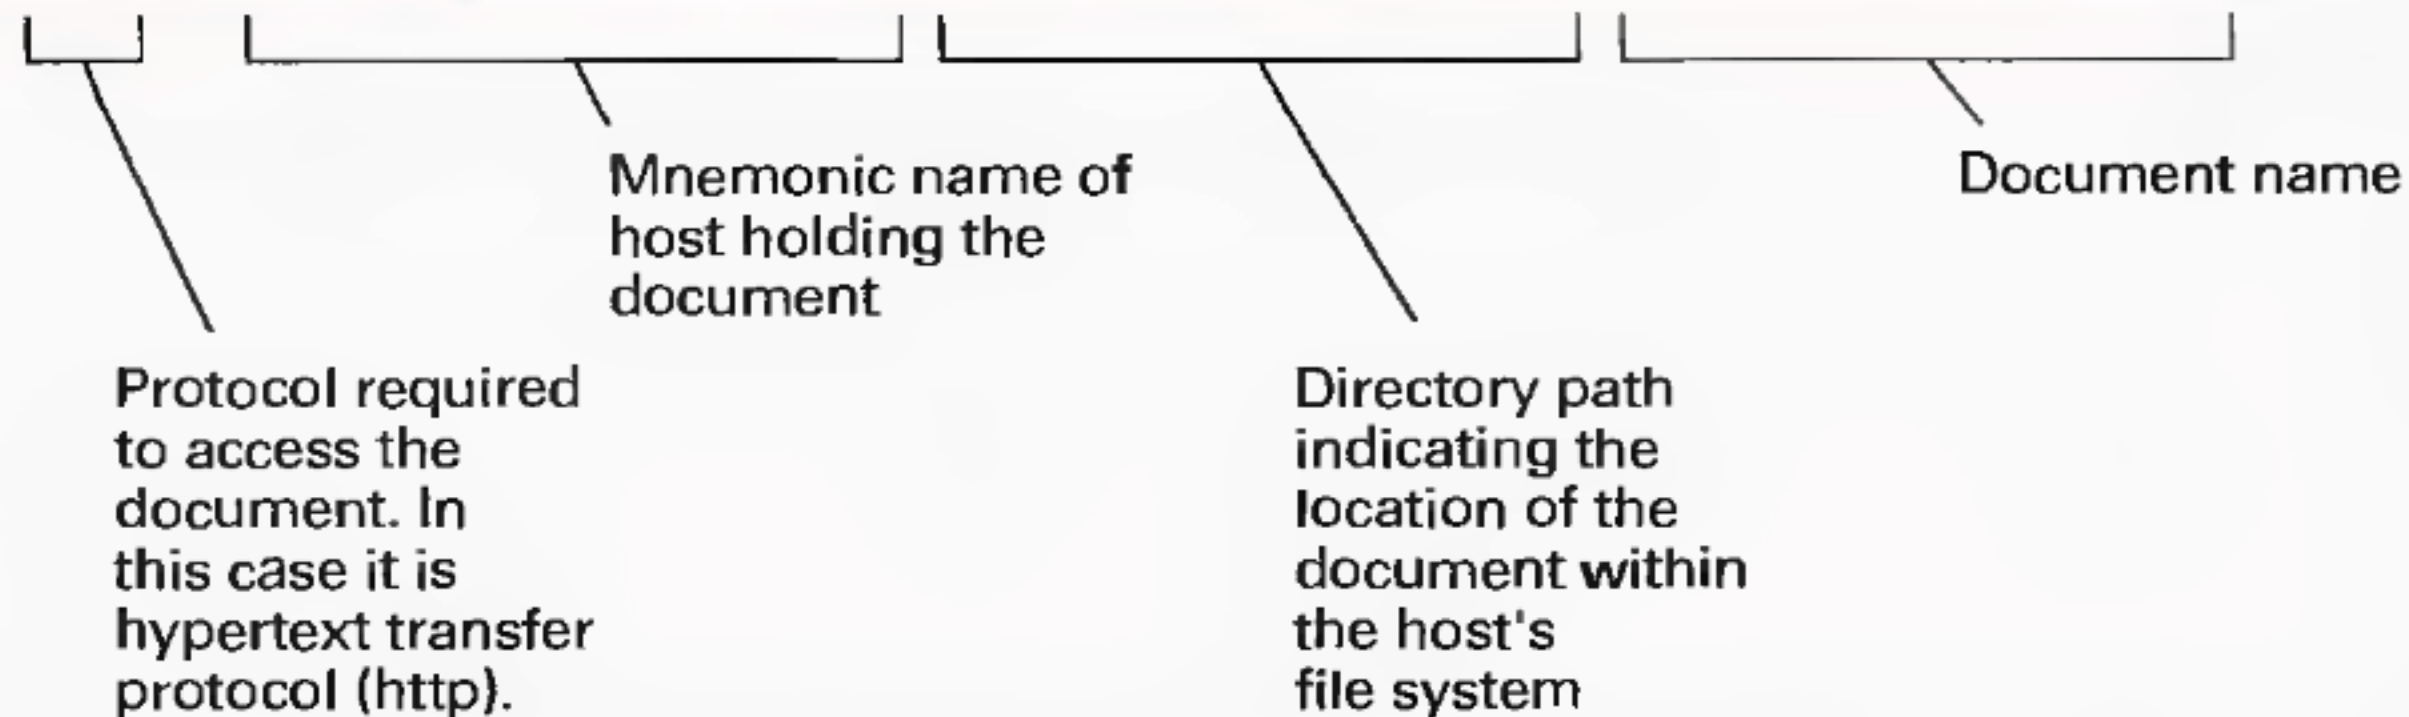 Mnemonic name of
host holding the
document
Document name
Protocol required
to access the
document. In
this case it is
hypertext transfer
protocol (http).
Directory path
indicating the
location of the
document within
the host's
file system